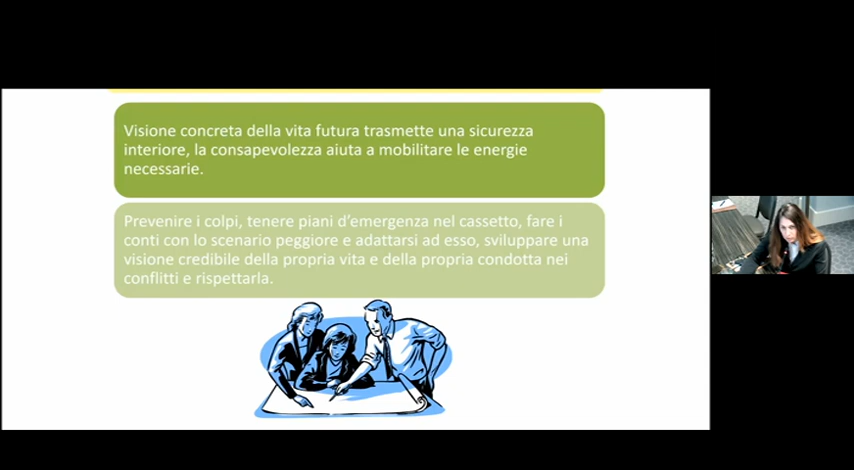 Visione concreta della vita futura trasmette una sicurezza
interiore, la consapevolezza aiuta a mobilitare le energie
necessarie.
Prevenire i colpi, tenere piani d’emergenza nel cassetto, fare i
conti con lo scenario peggiore e adattarsi ad esso, sviluppare una
visione credibile della propria vita e della propria condotta nei
conflitti e rispettarla.